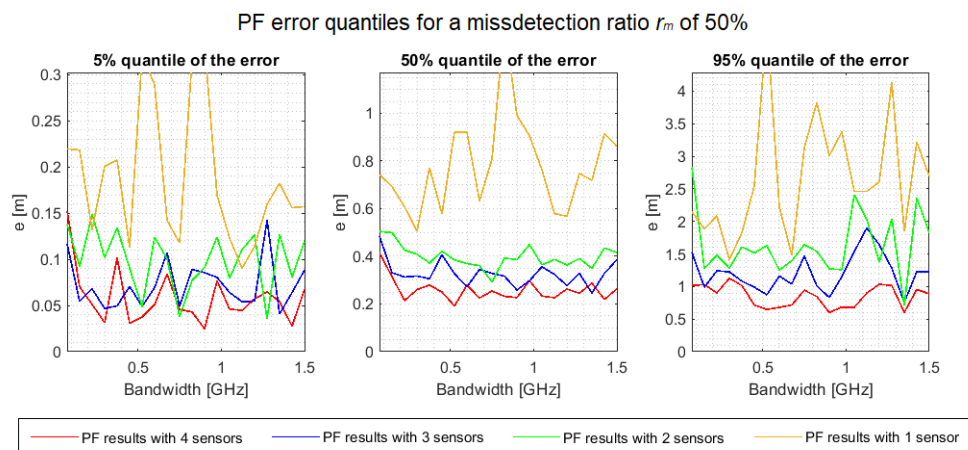 PF error quantiles for a missdetection ratio rₘ of 50%
5% quantile of the error
50% quantile of the error
95% quantile of the error
0.3
0.25
0.2
0.15
0.1
0.05
0
e [m]
0.5 1 1.5
Bandwidth [GHz]
1
0.8
0.6
0.4
0.2
0
e [m]
0.5 1 1.5
Bandwidth [GHz]
4
3.5
3
2.5
2
1.5
1
0.5
0
e [m]
0.5 1 1.5
Bandwidth [GHz]
PF results with 4 sensors PF results with 3 sensors PF results with 2 sensors PF results with 1 sensor